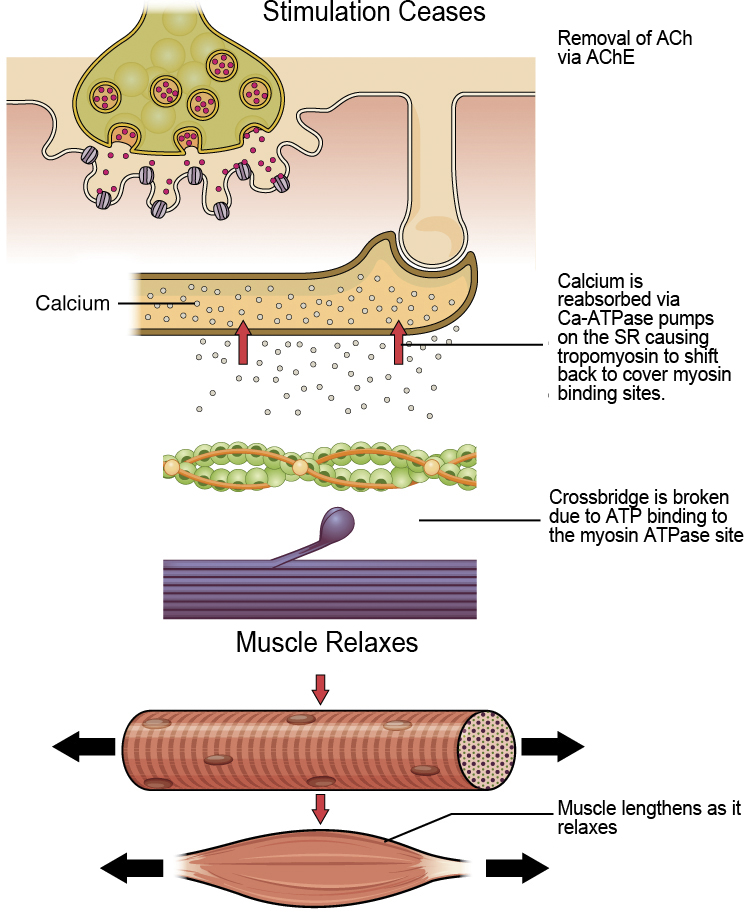 Stimulation Ceases
Removal of ACh
via AChE
Calcium
Calcium is
reabsorbed via
Ca-ATPase pumps
on the SR causing
tropomyosin to shift
back to cover myosin
binding sites.
Crossbridge is broken
due to ATP binding to
the myosin ATPase site
Muscle Relaxes
Muscle lengthens as it
relaxes